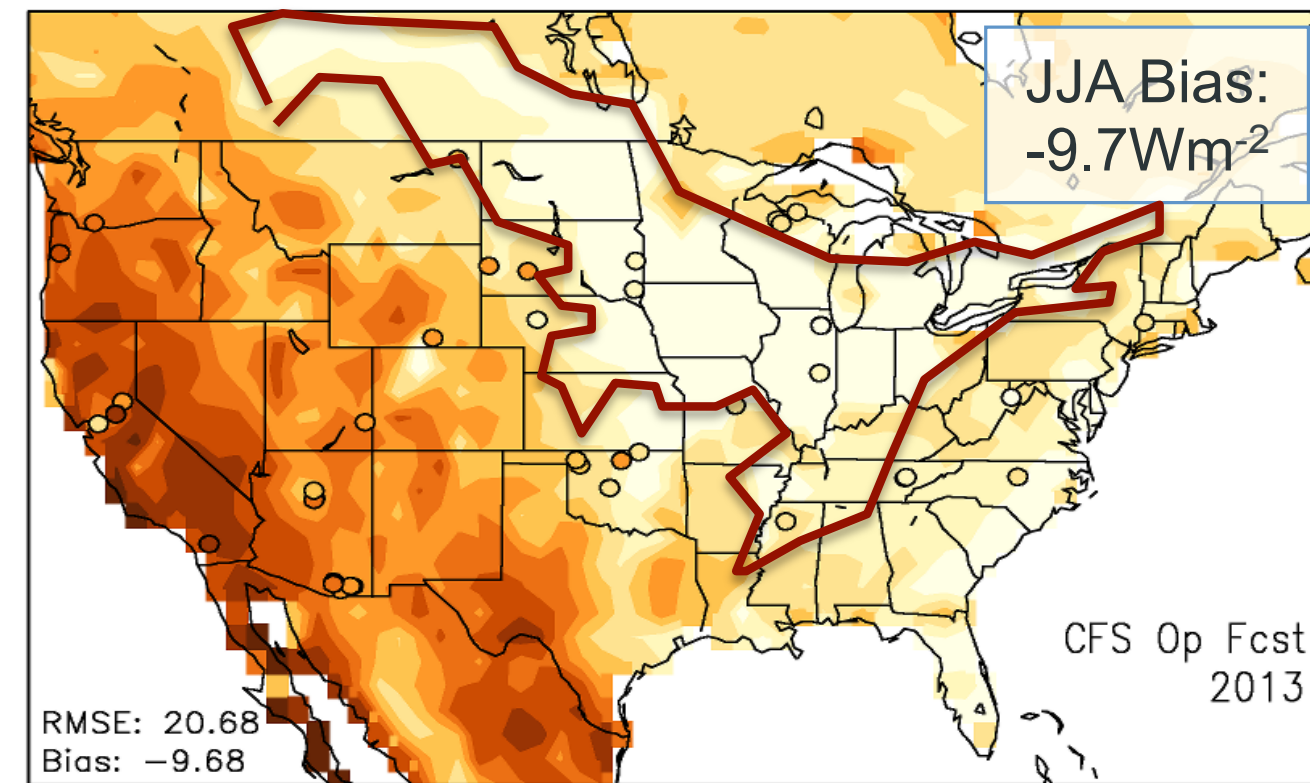 JJA Bias:
-9.7Wm⁻²
CFS Op Fcst
2013
RMSE: 20.68
Bias: −9.68